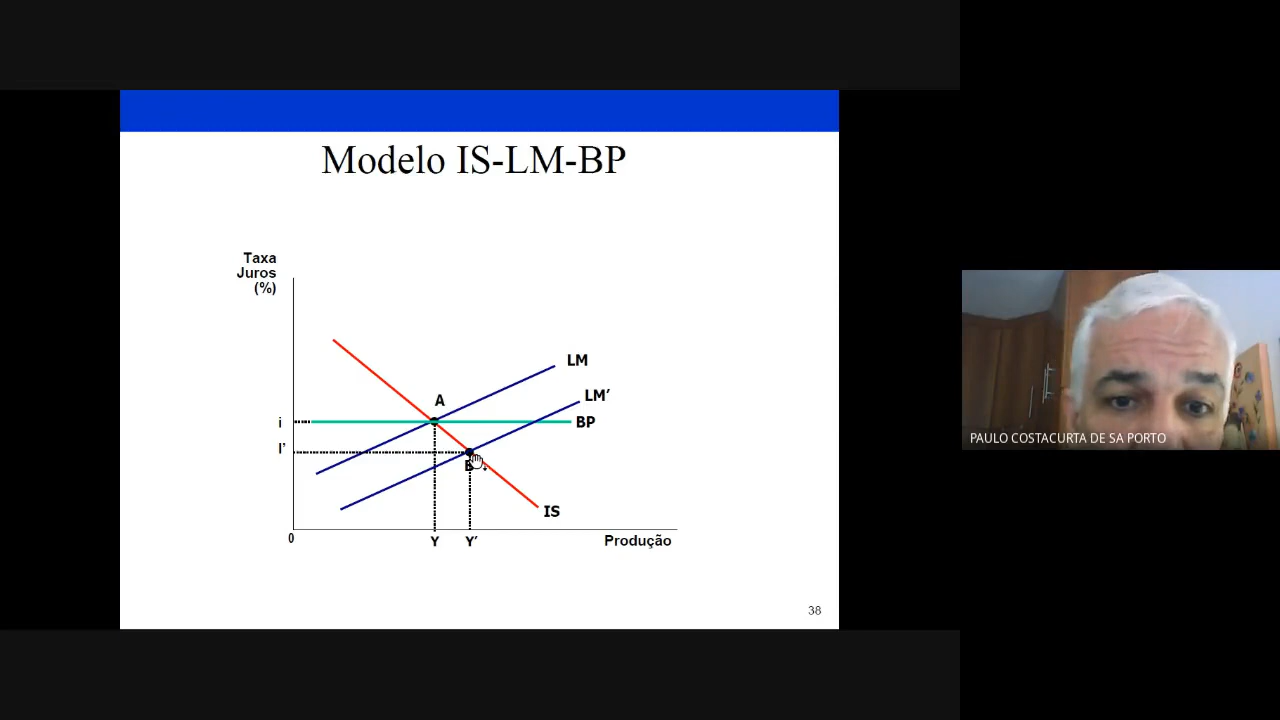 Modelo IS-LM-BP
Taxa
Juros
(%)
LM
A
LM’
i
BP
I’
B
IS
0
Y
Y’
Produção
38
PAULO COSTACURTA DE SA PORTO